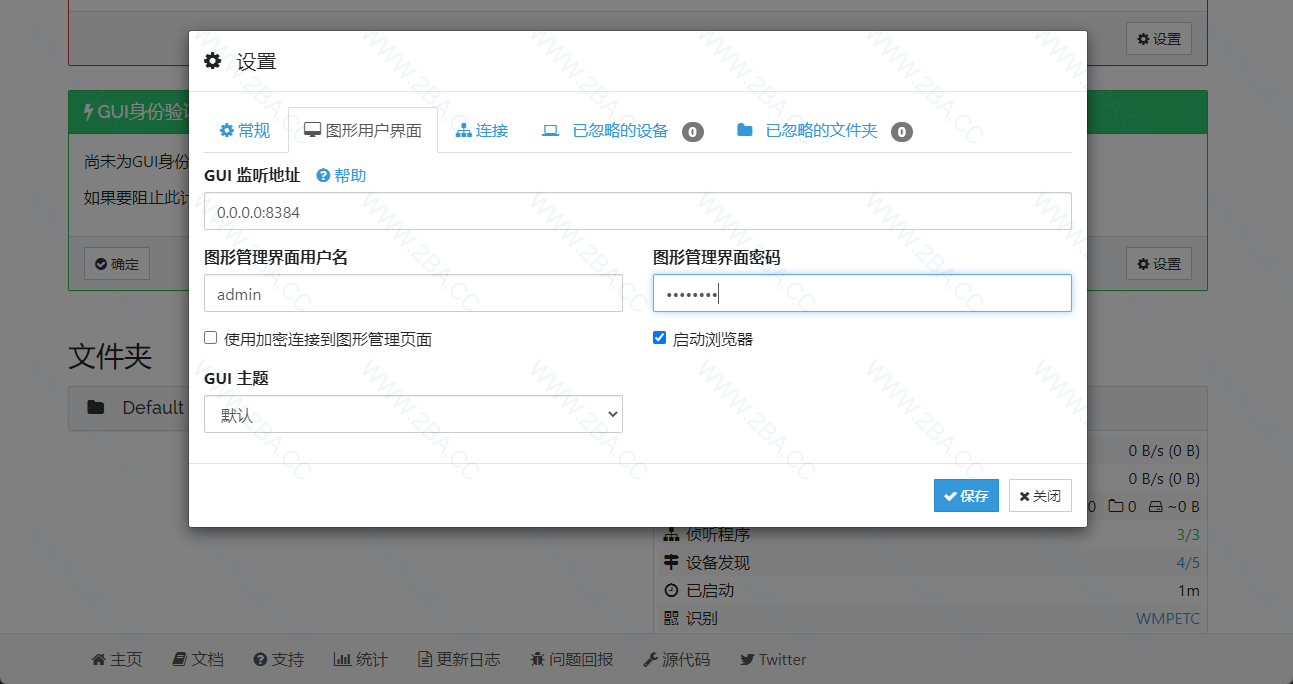 设置
设置
GUI身份验证
尚未为GUI身份
如果要阻止此计
确定
设置
常规
图形用户界面
连接
已忽略的设备 0
已忽略的文件夹 0
GUI 监听地址 帮助
0.0.0.0:8384
图形管理界面用户名
图形管理界面密码
admin
••••••••
使用加密连接到图形管理页面
启动浏览器
GUI 主题
默认
保存
关闭
文件夹
Default
0 B/s (0 B)
0 B/s (0 B)
0 0 ~0 B
侦听程序 3/3
设备发现 4/5
已启动 1m
识别 WMPETC
主页 文档 支持 统计 更新日志 问题回报 源代码 Twitter
WWW.2BA.CC